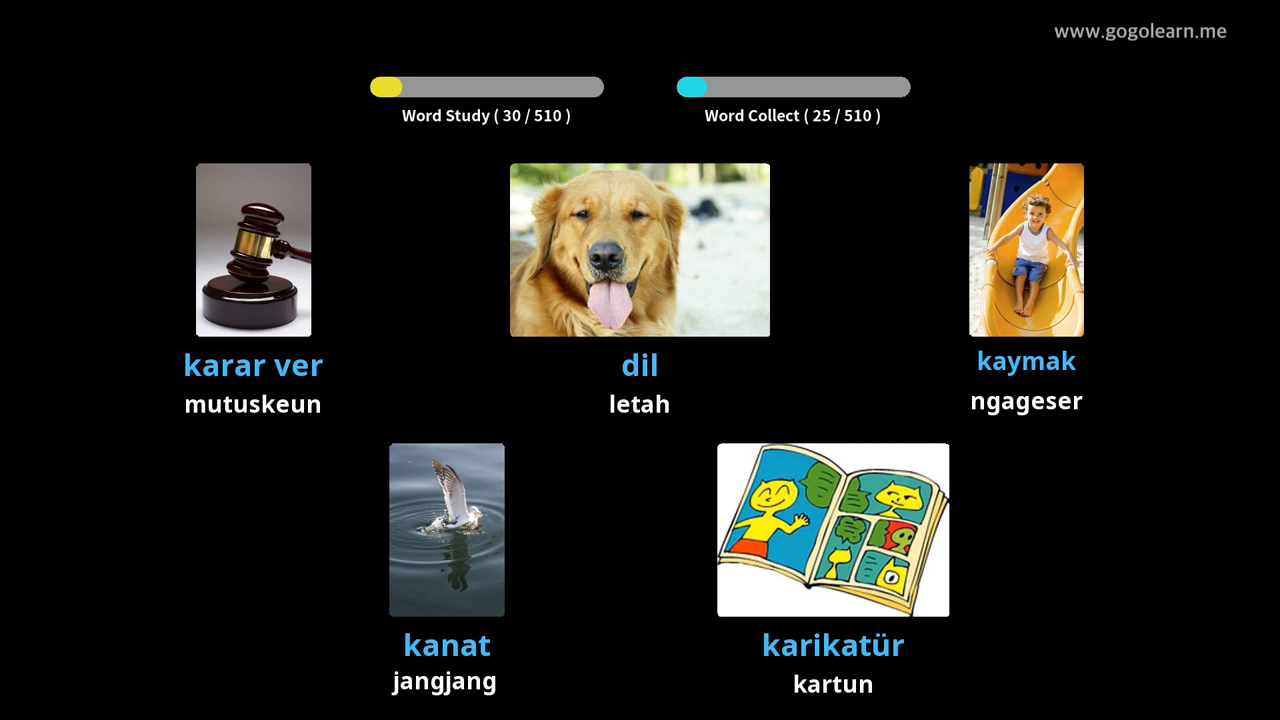 www.gogolearn.me
Word Study ( 30 / 510 )
Word Collect ( 25 / 510 )
karar ver
mutuskeun
dil
letah
kaymak
ngageser
kanat
jangjang
karikatür
kartun